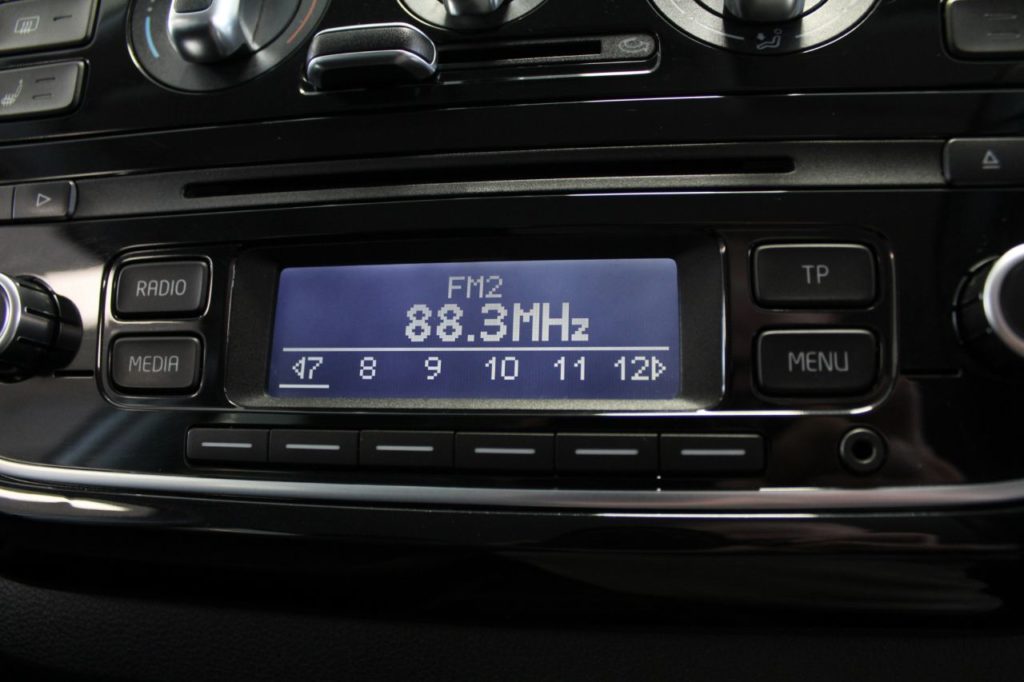 RADIO
MEDIA
FM2
88.3MHz
7 8 9 10 11 12
TP
MENU